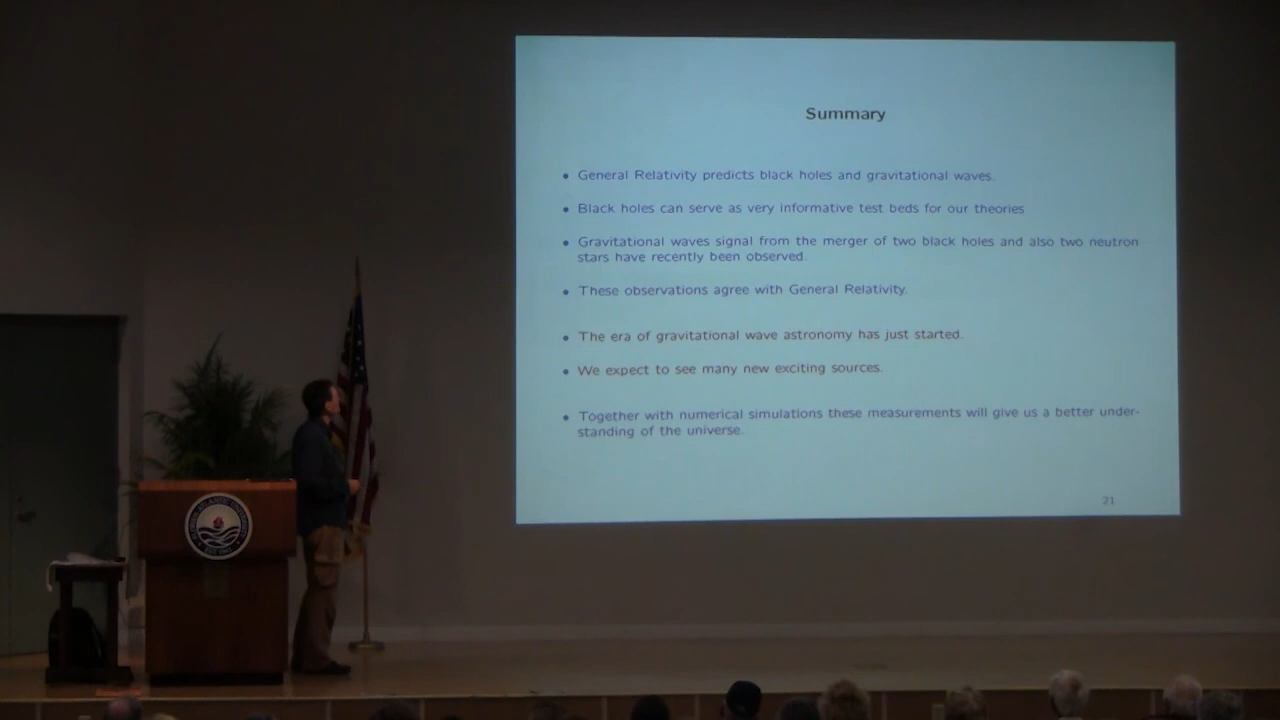 Summary
• General Relativity predicts black holes and gravitational waves.
• Black holes can serve as very informative test beds for our theories
• Gravitational waves signal from the merger of two black holes and also two neutron
stars have recently been observed.
• These observations agree with General Relativity.
• The era of gravitational wave astronomy has just started.
• We expect to see many new exciting sources.
• Together with numerical simulations these measurements will give us a better under-
standing of the universe.
21